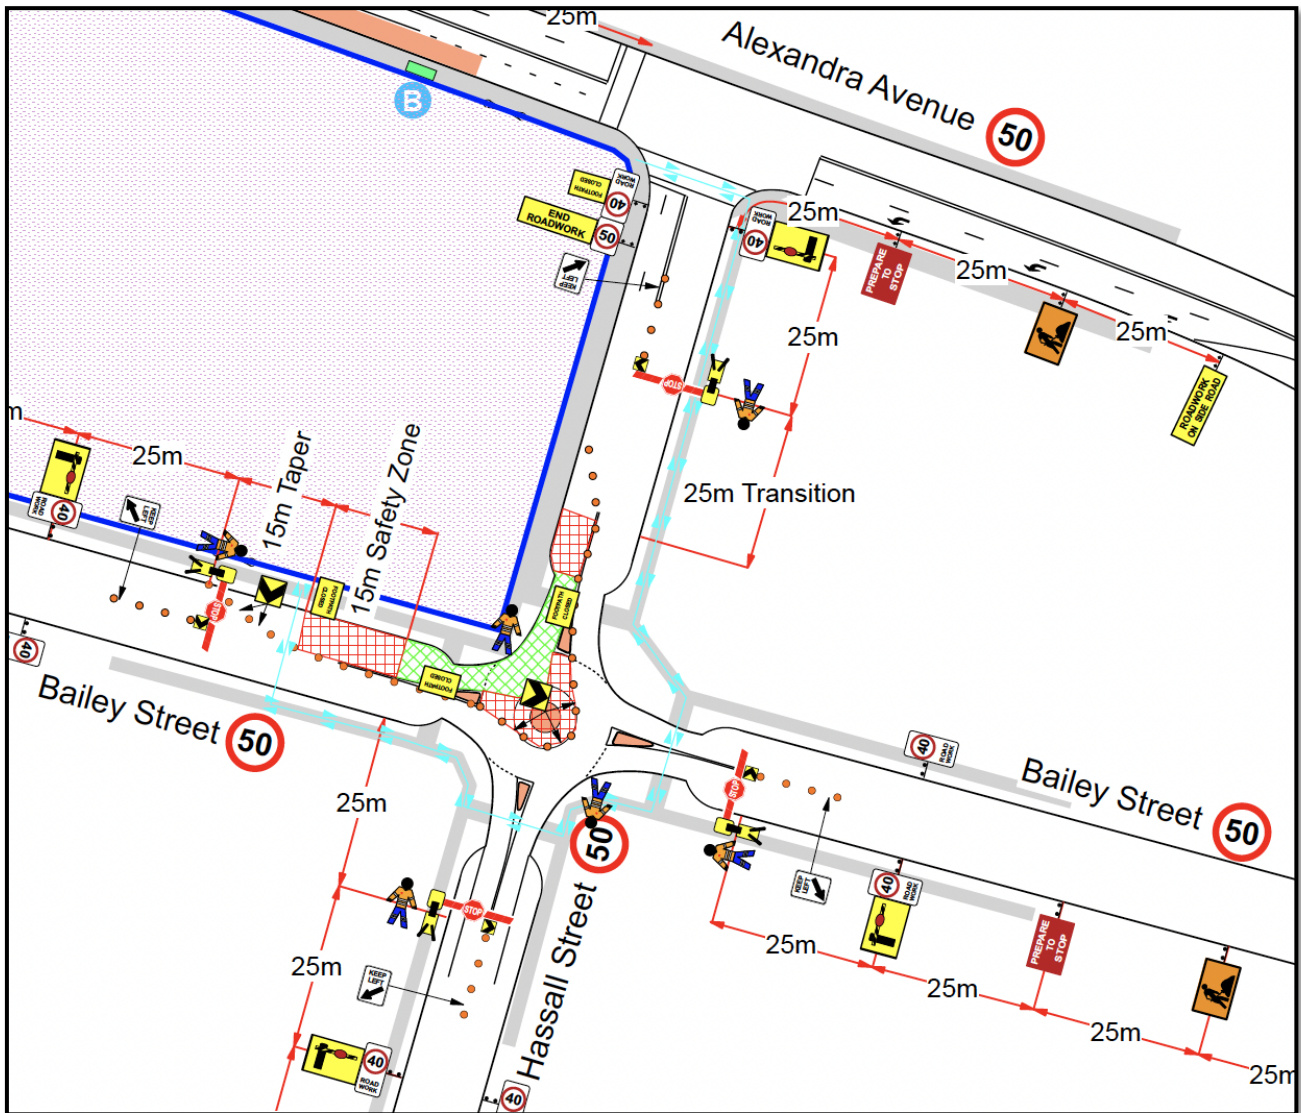 25m
Alexandra Avenue
50
B
FOOTPATH
CLOSED
ROAD
WORK
40
END
ROADWORK
50
KEEP
LEFT
ROAD
WORK
40
25m
PREPARE
TO
STOP
25m
25m
ROADWORK
ON SIDE ROAD
25m
STOP
25m Transition
m
25m
15m Taper
15m Safety Zone
ROAD
WORK
40
KEEP
LEFT
STOP
FOOTPATH
CLOSED
FOOTPATH
CLOSED
FOOTPATH
CLOSED
40
Bailey Street
50
25m
STOP
40
ROAD
WORK
Bailey Street
50
50
Hassall Street
KEEP
LEFT
40
ROAD
WORK
PREPARE
TO
STOP
25m
25m
25m
25m
STOP
25m
KEEP
LEFT
40
ROAD
WORK
40